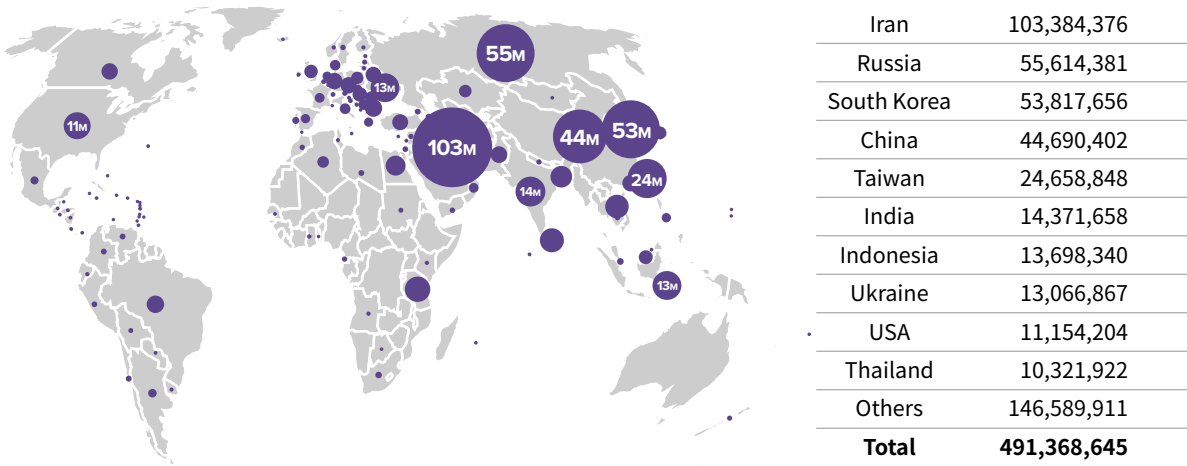 55M
13M
11M
103M
44M
53M
24M
14M
13M
Iran 103,384,376
Russia 55,614,381
South Korea 53,817,656
China 44,690,402
Taiwan 24,658,848
India 14,371,658
Indonesia 13,698,340
Ukraine 13,066,867
USA 11,154,204
Thailand 10,321,922
Others 146,589,911
Total 491,368,645